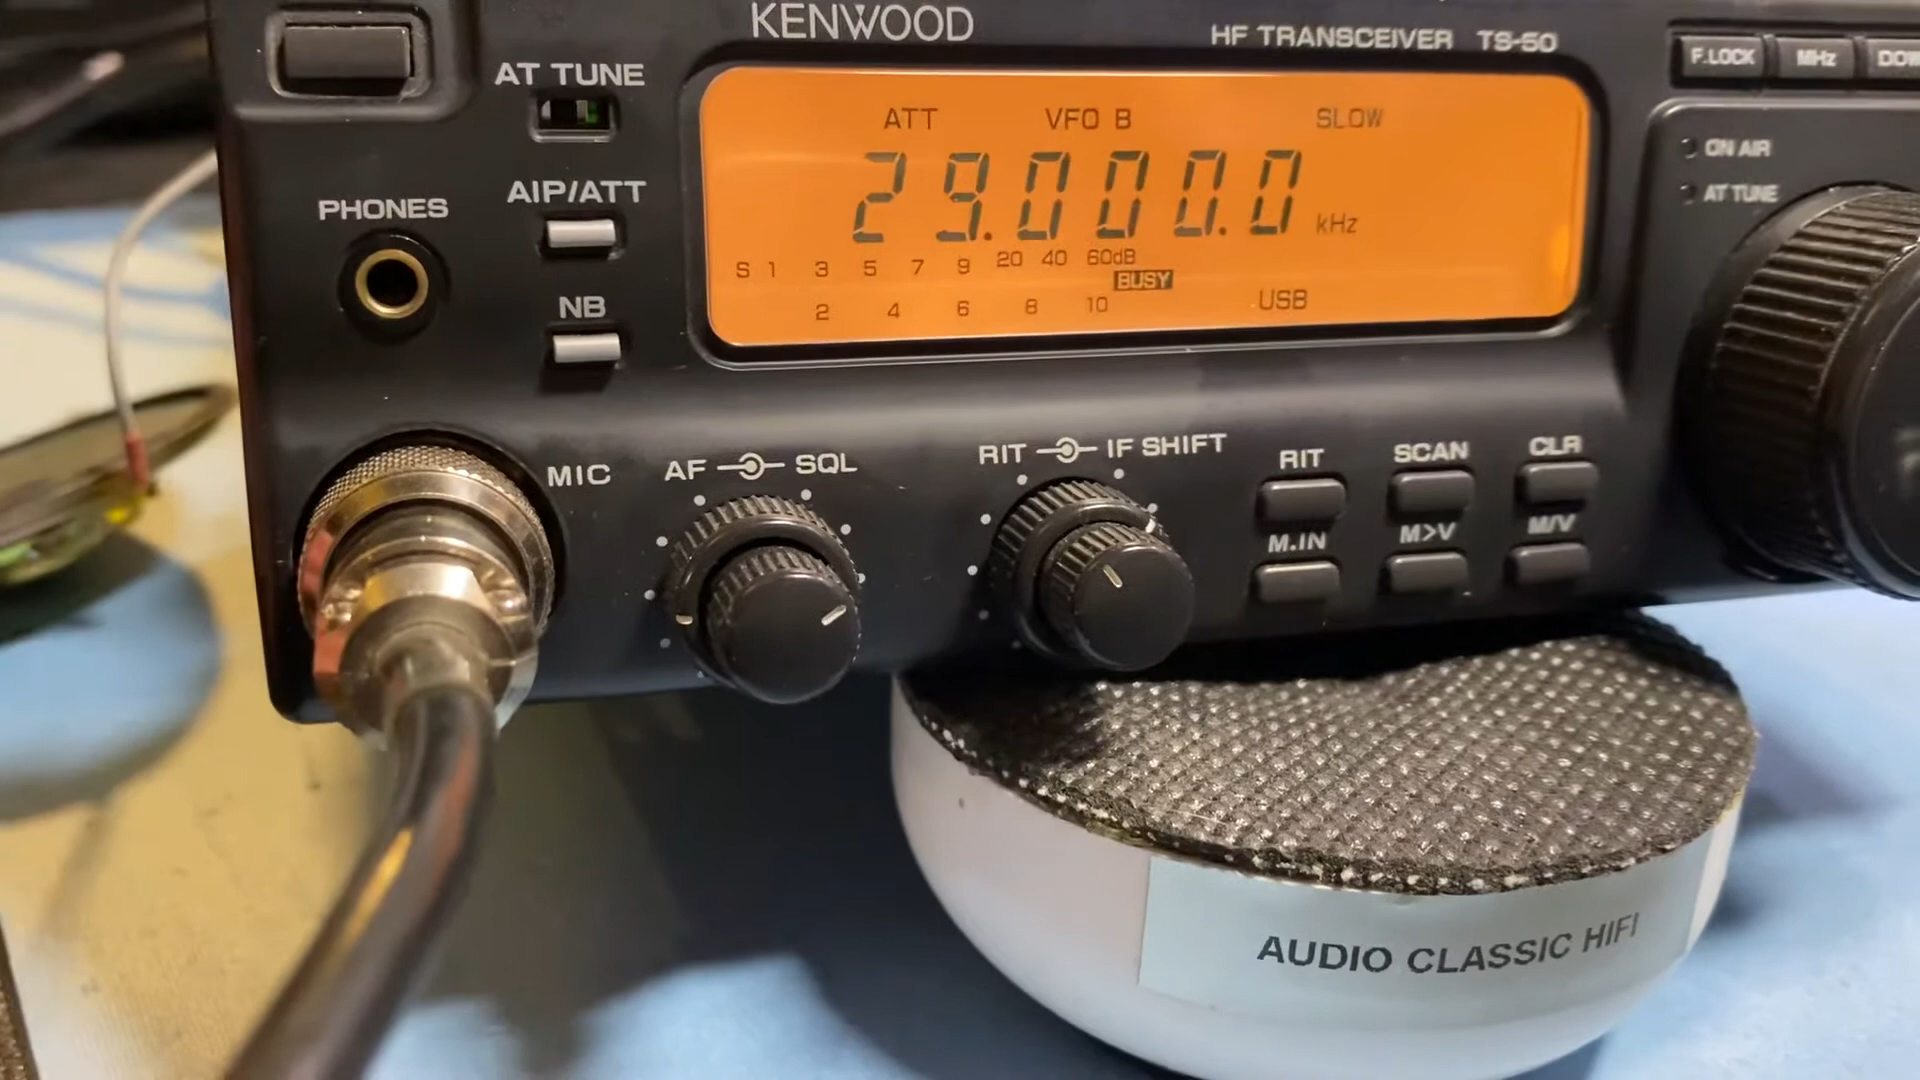 KENWOOD
HF TRANSCEIVER TS-50
F.LOCK
MHz
AT TUNE
ATT VFO B SLOW
29.000.0 kHz
ON AIR
AT TUNE
AIP/ATT
PHONES
S 1 3 5 7 9 20 40 60dB
BUSY
2 4 6 8 10 USB
NB
MIC
AF SQL
RIT IF SHIFT
RIT SCAN CLR
M.IN M>V M/V
AUDIO CLASSIC HIFI